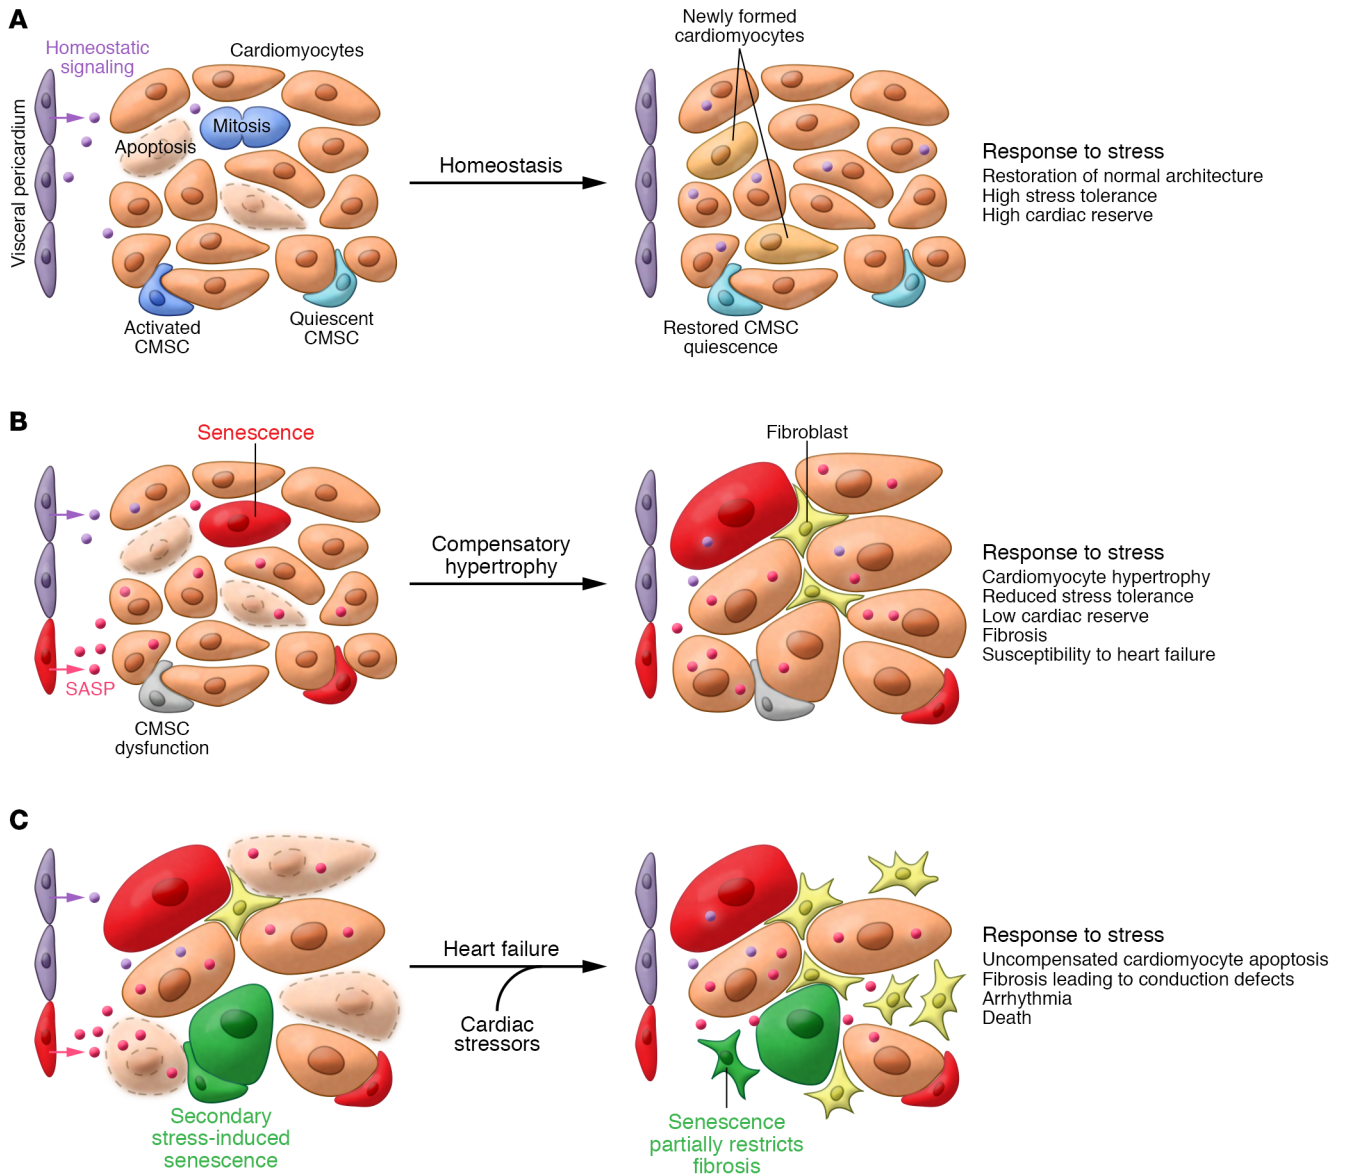 A
Homeostatic
signaling
Visceral pericardium
Cardiomyocytes
Mitosis
Apoptosis
Activated
CMSC
Quiescent
CMSC
Homeostasis
Newly formed
cardiomyocytes
Restored CMSC
quiescence
Response to stress
Restoration of normal architecture
High stress tolerance
High cardiac reserve
B
Senescence
SASP
CMSC
dysfunction
Compensatory
hypertrophy
Fibroblast
Response to stress
Cardiomyocyte hypertrophy
Reduced stress tolerance
Low cardiac reserve
Fibrosis
Susceptibility to heart failure
C
Secondary
stress-induced
senescence
Heart failure
Cardiac
stressors
Senescence
partially restricts
fibrosis
Response to stress
Uncompensated cardiomyocyte apoptosis
Fibrosis leading to conduction defects
Arrhythmia
Death